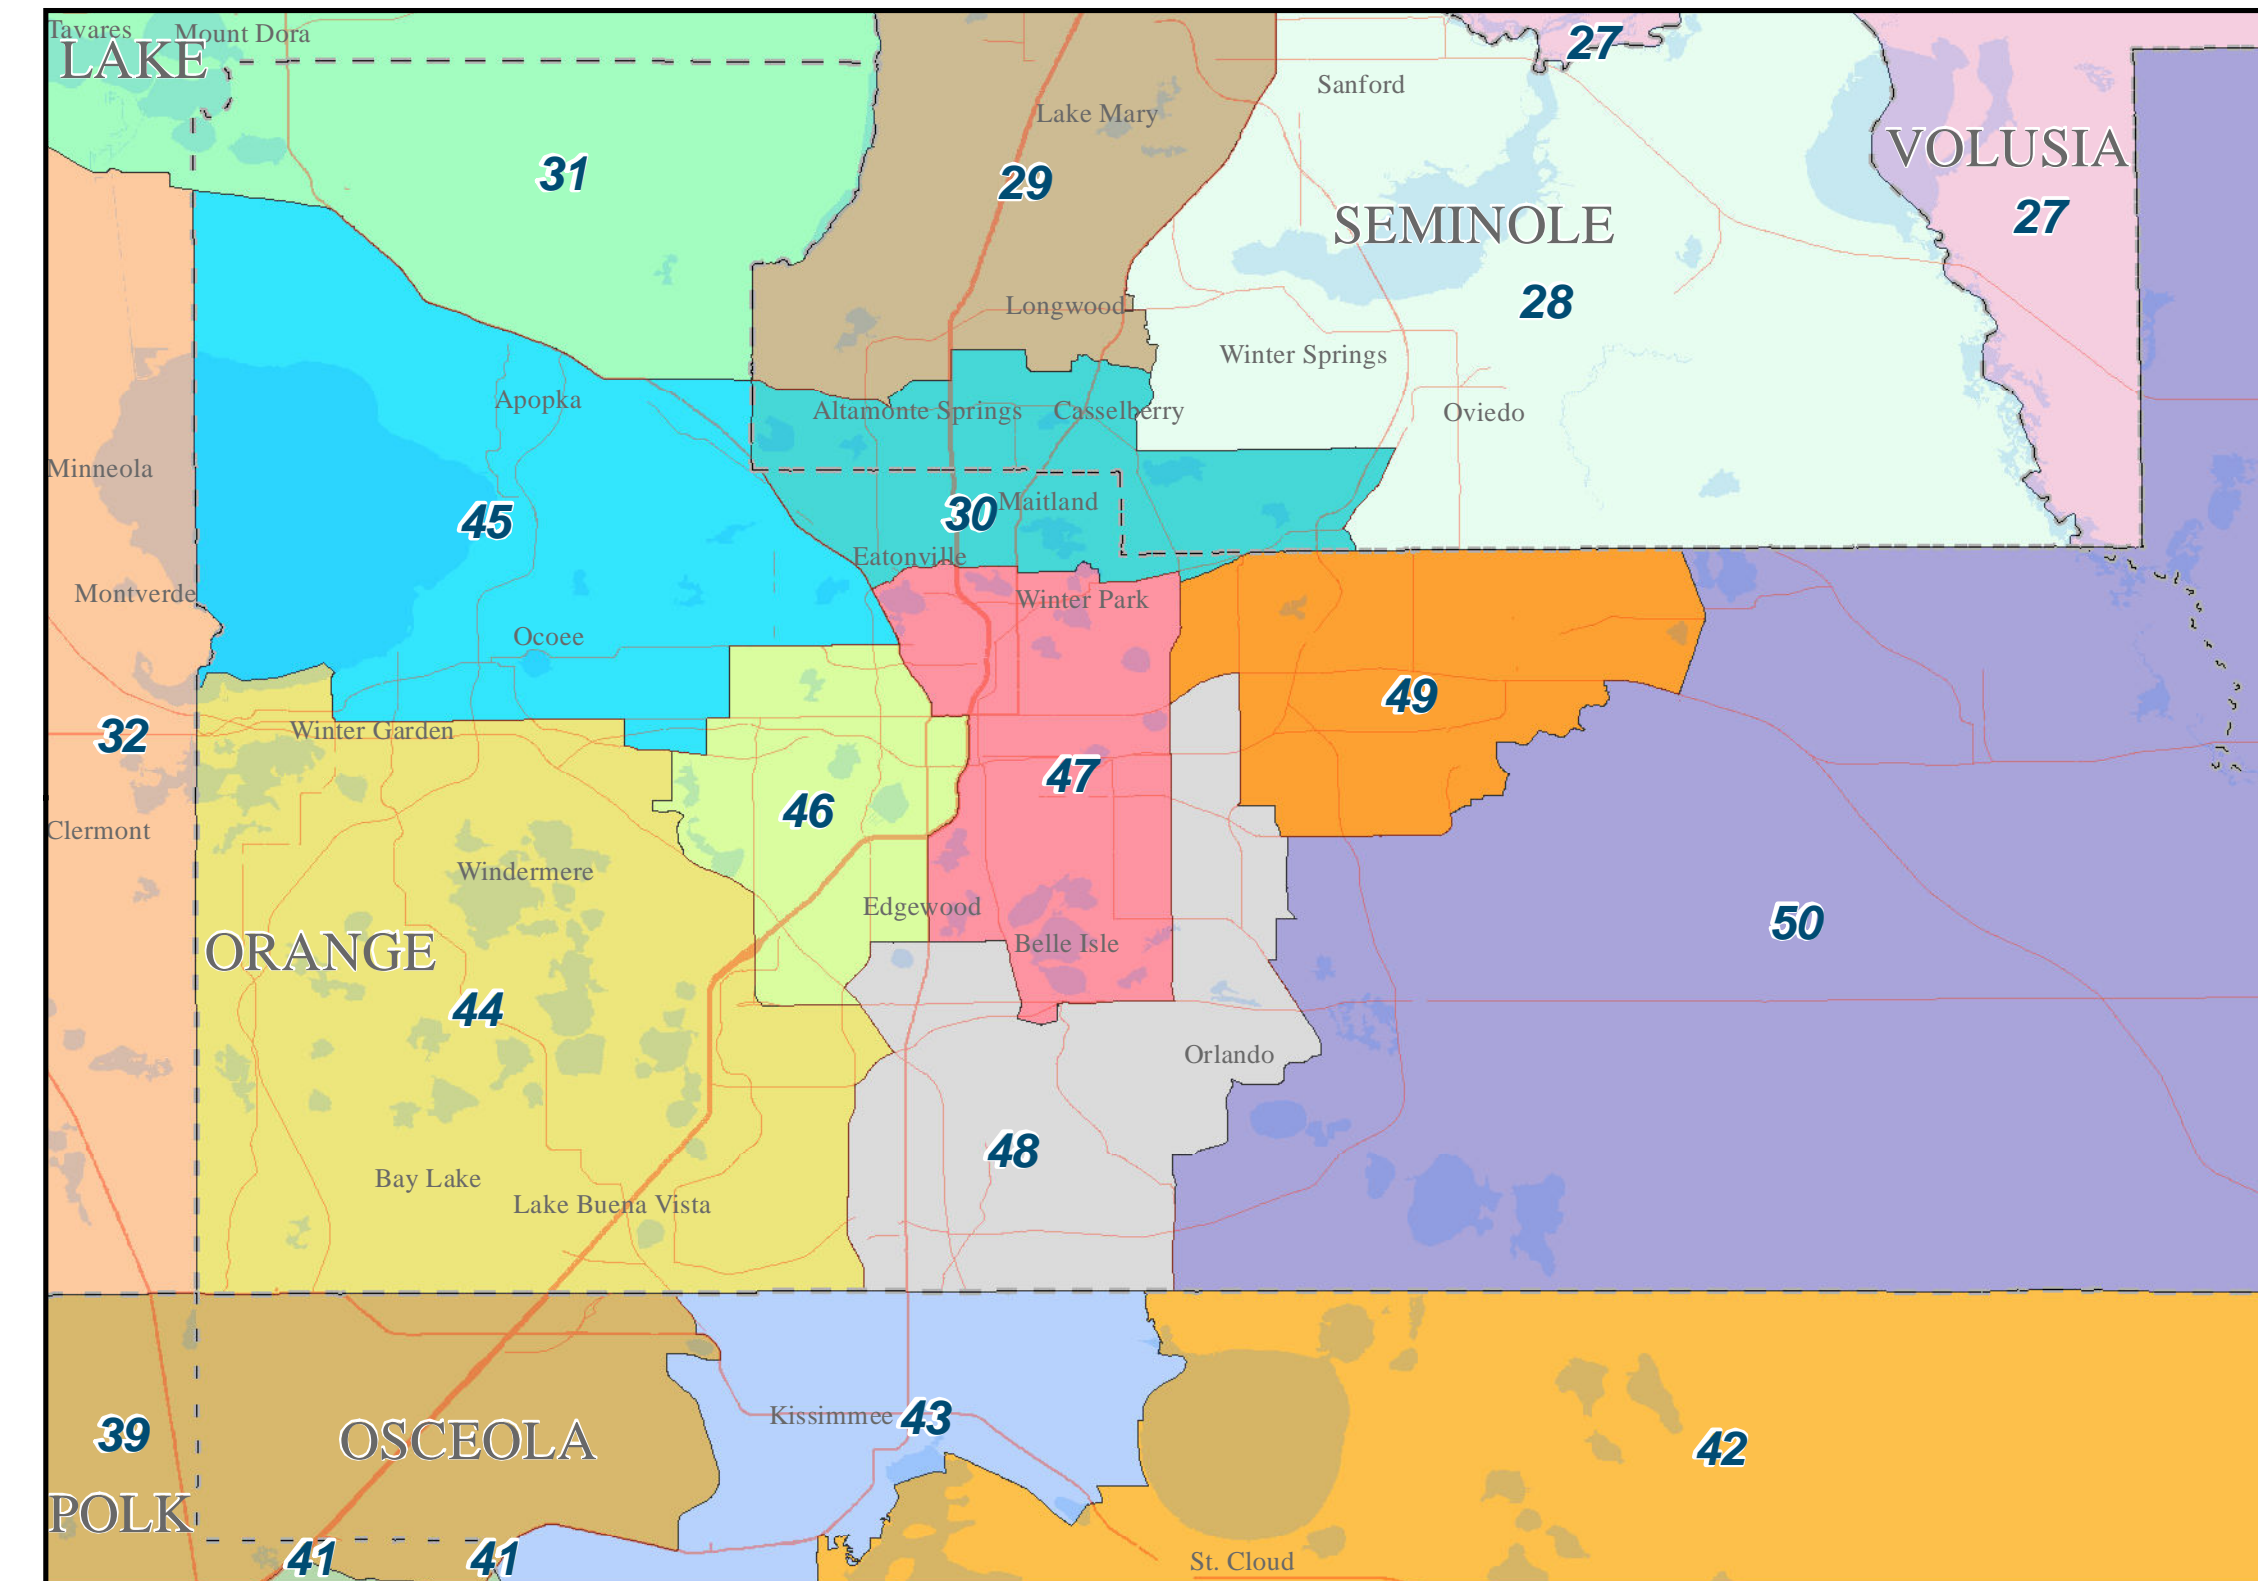 Tavares
Mount Dora
LAKE
27
Sanford
Lake Mary
VOLUSIA
31
29
27
SEMINOLE
28
Longwood
Winter Springs
Apopka
Altamonte Springs
Casselberry
Oviedo
Minneola
45
30
Maitland
Eatonville
Montverde
Winter Park
Ocoee
49
32
Winter Garden
47
46
Clermont
Windermere
Edgewood
50
ORANGE
Belle Isle
44
Orlando
48
Bay Lake
Lake Buena Vista
39
OSCEOLA
Kissimmee
43
42
POLK
41
41
St. Cloud